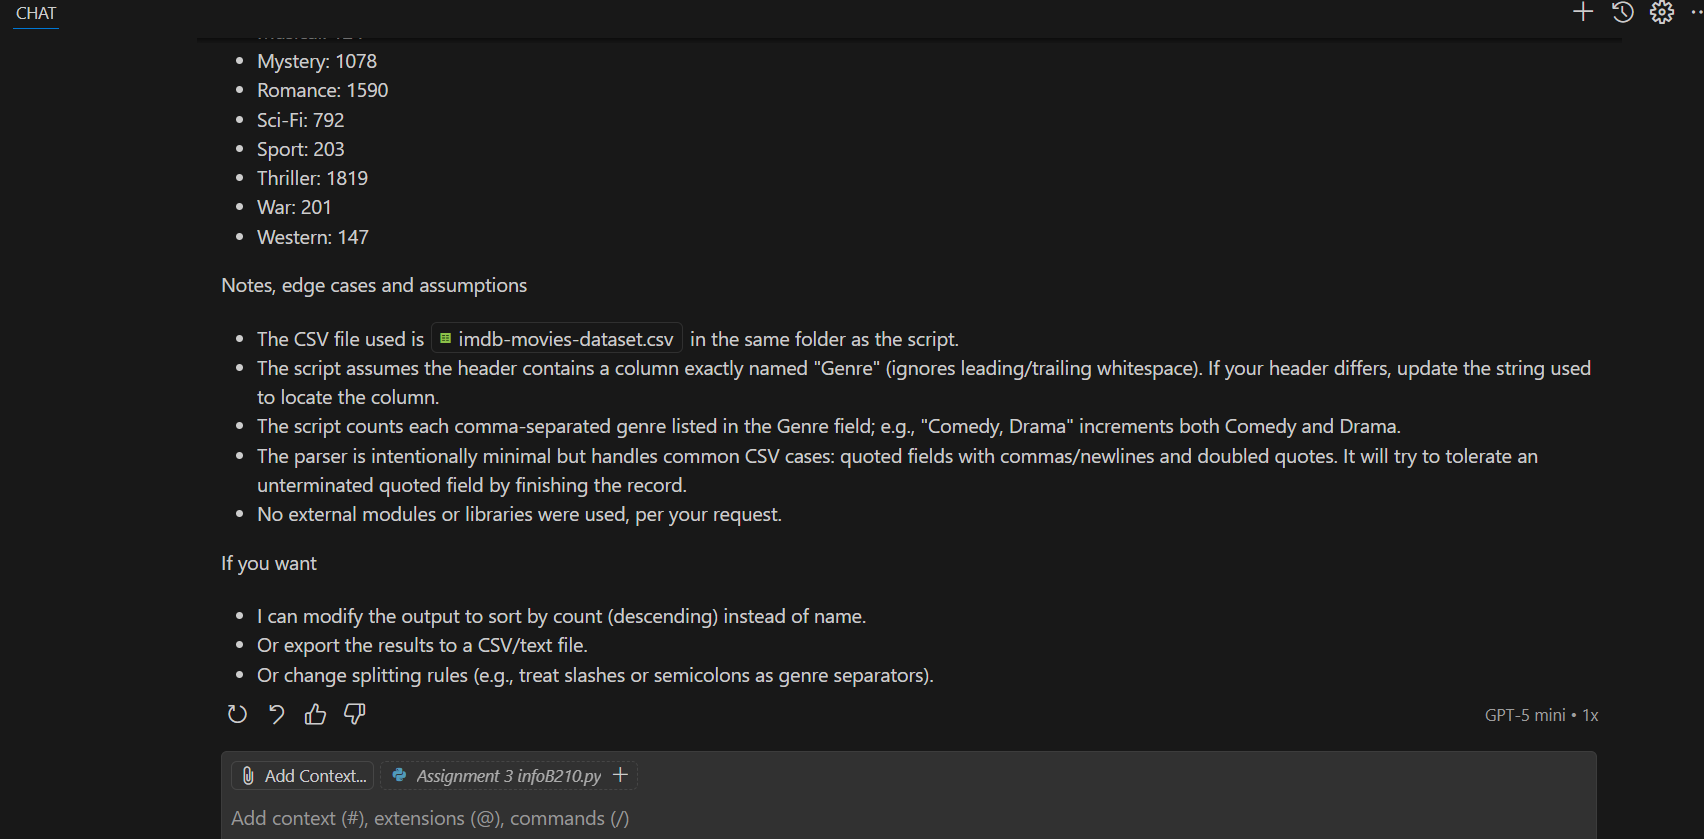 CHAT
Mystery: 1078
Romance: 1590
Sci-Fi: 792
Sport: 203
Thriller: 1819
War: 201
Western: 147
Notes, edge cases and assumptions
The CSV file used is imdb-movies-dataset.csv in the same folder as the script.
The script assumes the header contains a column exactly named "Genre" (ignores leading/trailing whitespace). If your header differs, update the string used
to locate the column.
The script counts each comma-separated genre listed in the Genre field; e.g., "Comedy, Drama" increments both Comedy and Drama.
The parser is intentionally minimal but handles common CSV cases: quoted fields with commas/newlines and doubled quotes. It will try to tolerate an
unterminated quoted field by finishing the record.
No external modules or libraries were used, per your request.
If you want
I can modify the output to sort by count (descending) instead of name.
Or export the results to a CSV/text file.
Or change splitting rules (e.g., treat slashes or semicolons as genre separators).
GPT-5 mini • 1x
Add Context... Assignment 3 infoB210.py
Add context (#), extensions (@), commands (/)